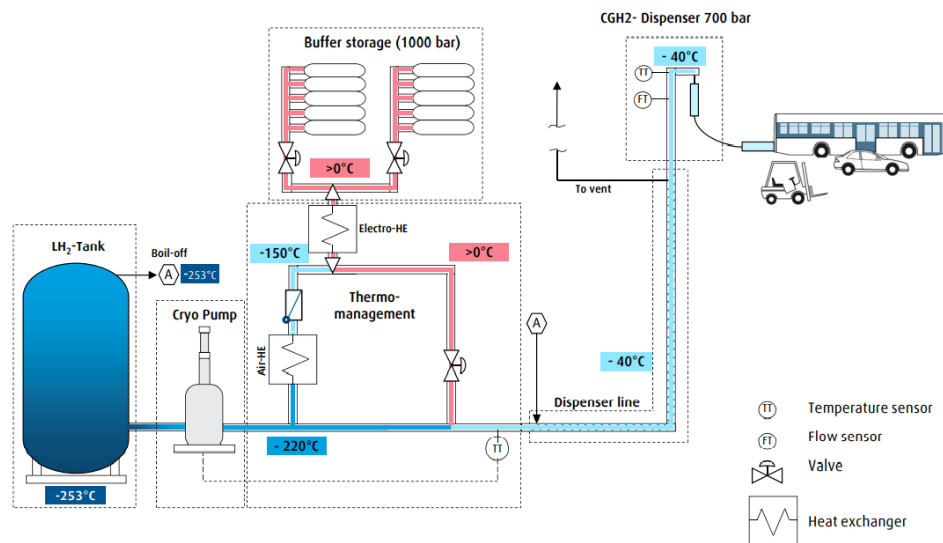 CGH2- Dispenser 700 bar
Buffer storage (1000 bar)
- 40°C
TT
FT
>0°C
To vent
Electro-HE
LH₂-Tank
-150°C
>0°C
Boil-off
A
-253°C
Thermo-
management
Cryo Pump
Air-HE
A
- 40°C
Dispenser line
- 220°C
TT
-253°C
TT Temperature sensor
FT Flow sensor
Valve
Heat exchanger